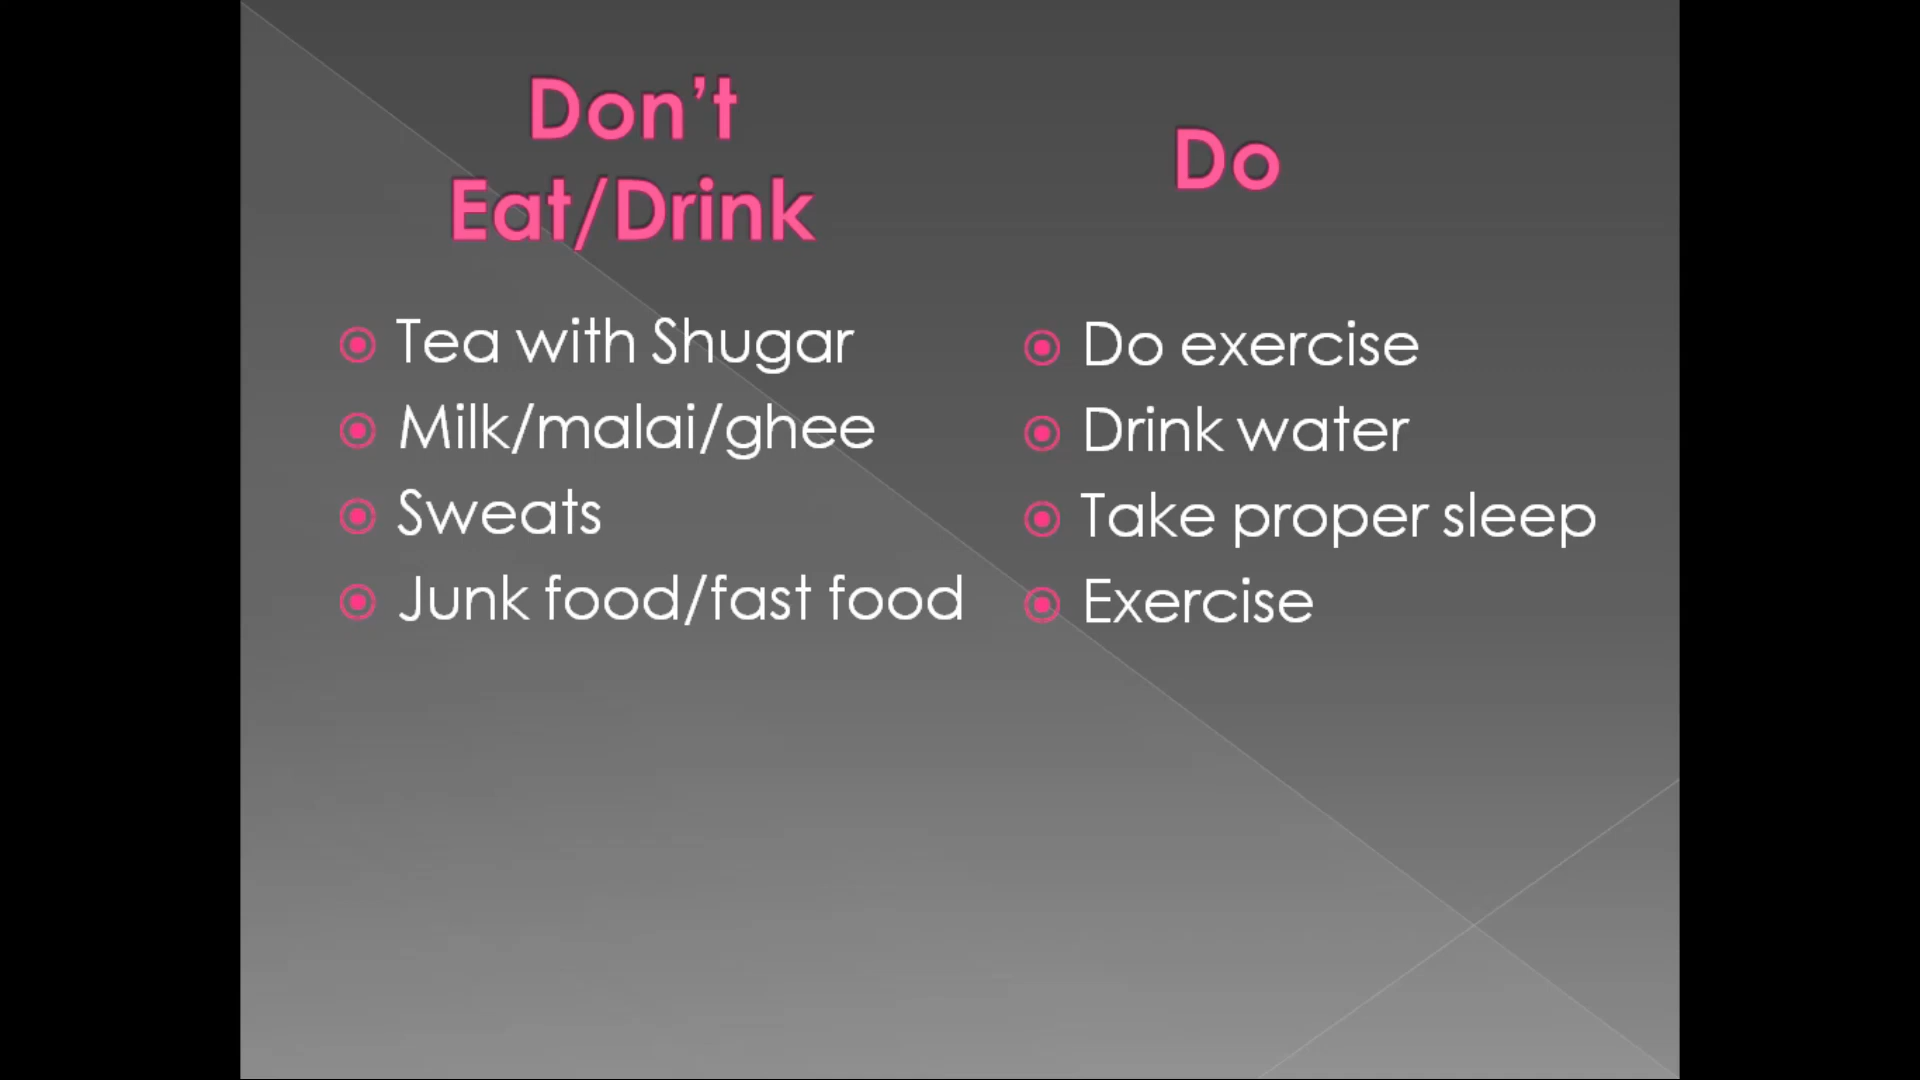 Don’t
Eat/Drink
Tea with Shugar
Milk/malai/ghee
Sweats
Junk food/fast food
Do
Do exercise
Drink water
Take proper sleep
Exercise